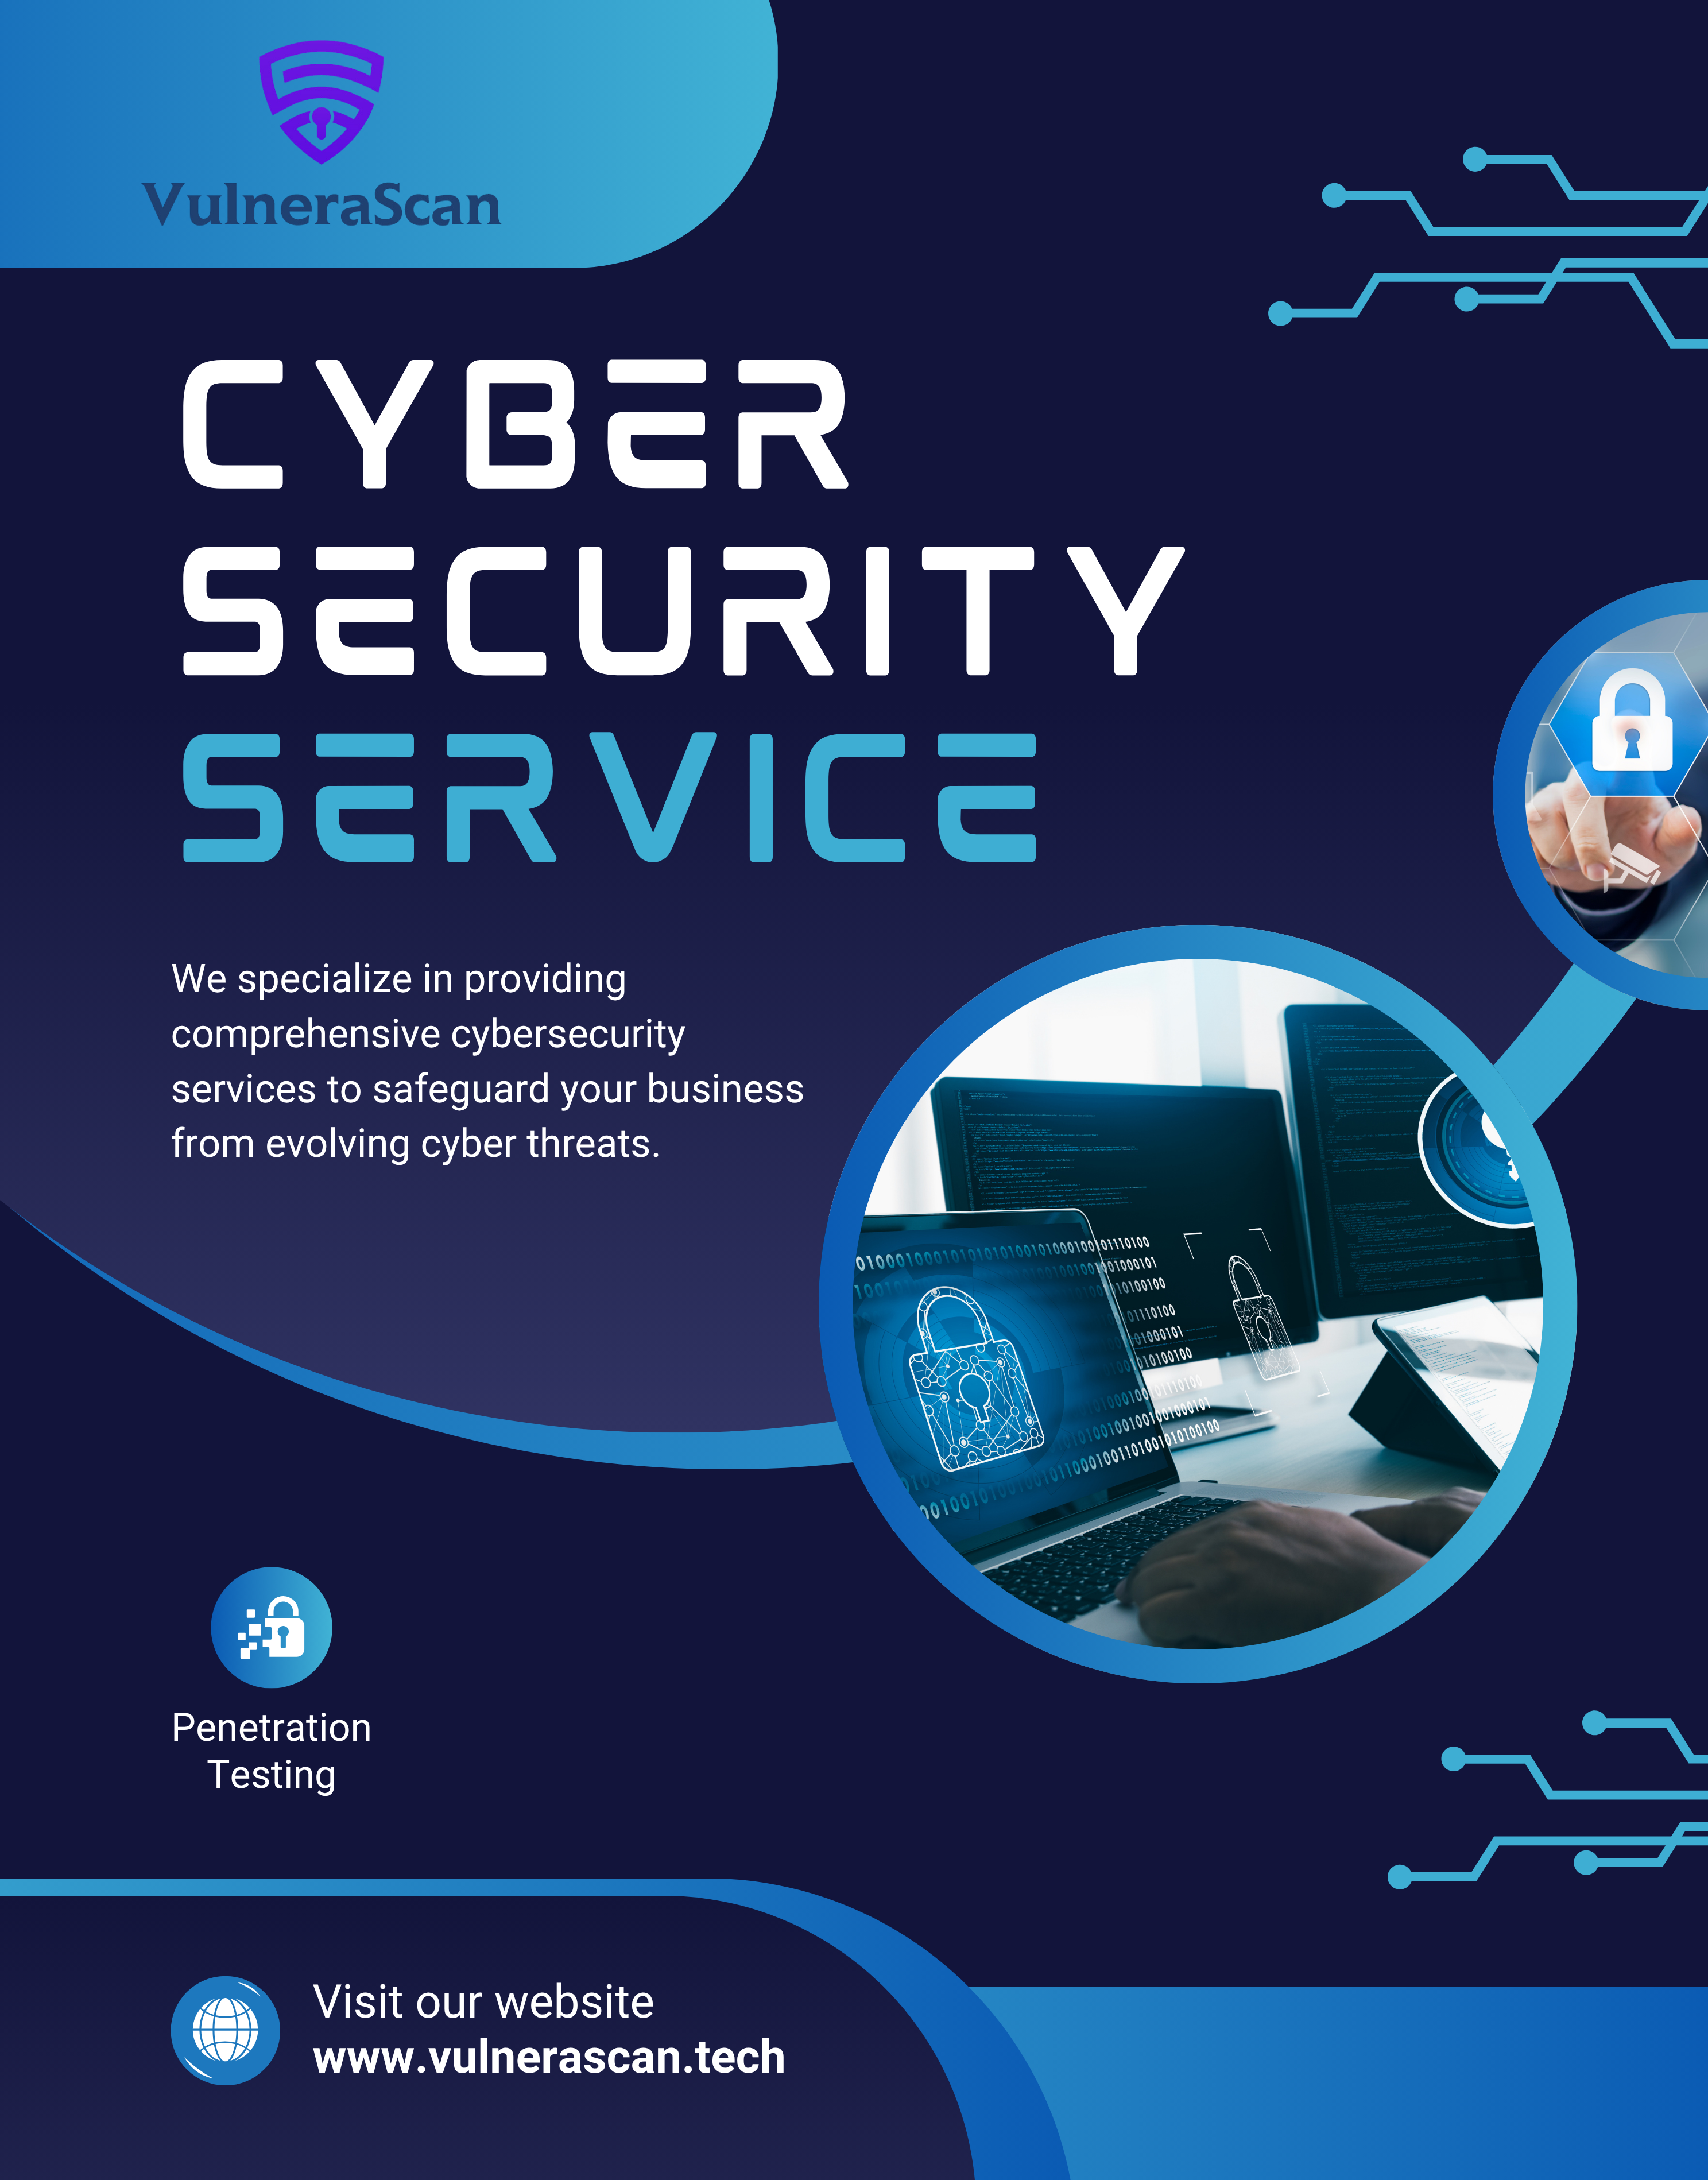 VulneraScan
CYBER
SECURITY
SERVICE
We specialize in providing
comprehensive cybersecurity
services to safeguard your business
from evolving cyber threats.
Penetration
Testing
Visit our website
www.vulnerascan.tech